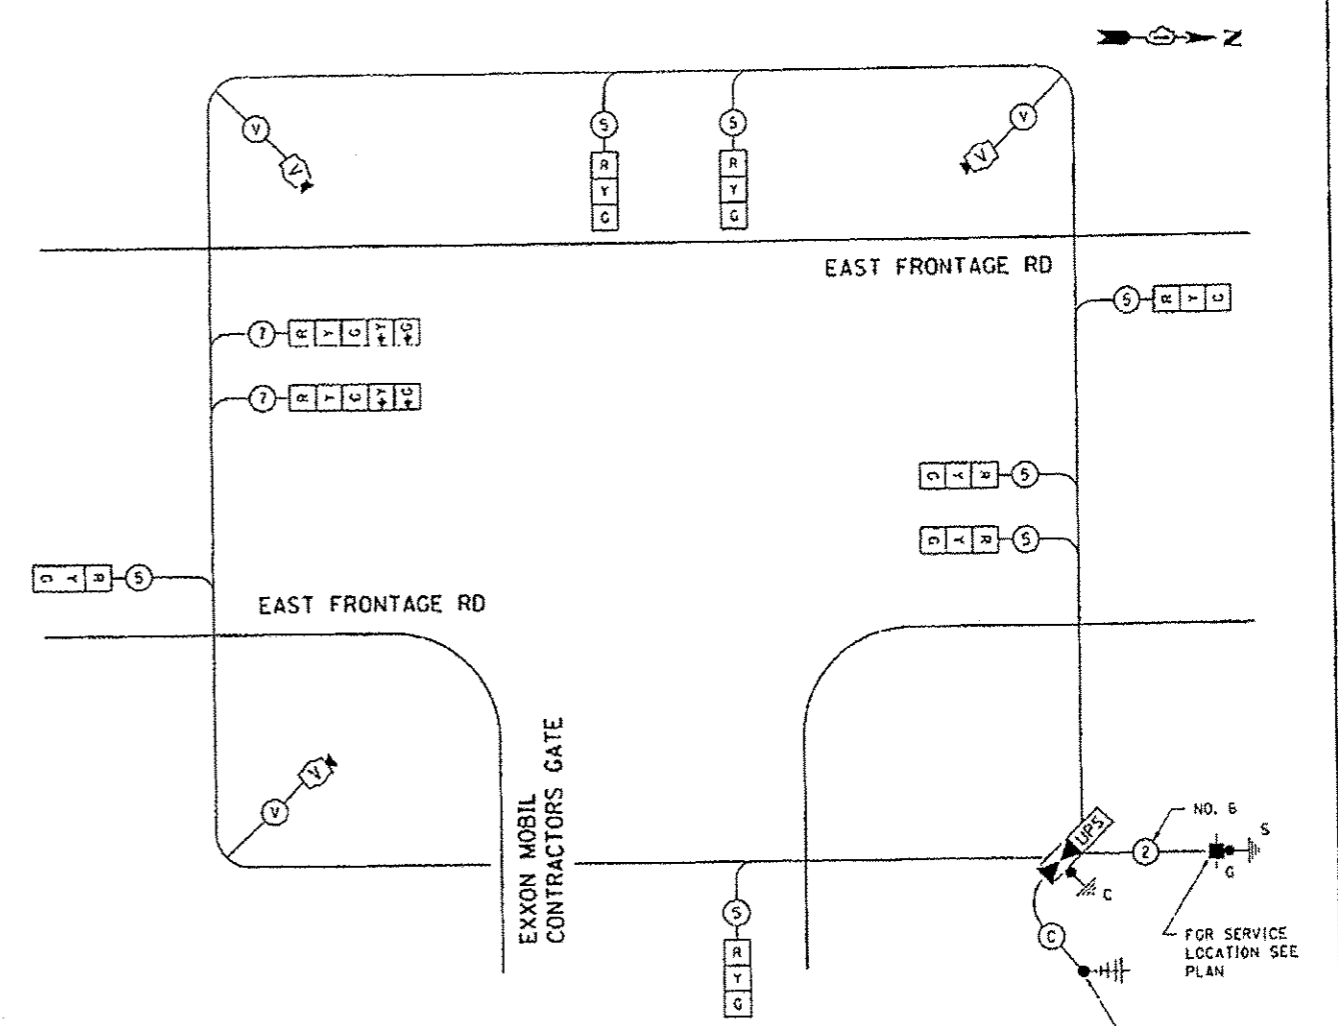 N
V
V
S
R
Y
G
S
R
Y
G
V
V
EAST FRONTAGE RD
S R Y G
7 R Y G Y G
7 R Y G Y G
G Y R S
G Y R S
G Y R S
EAST FRONTAGE RD
V
V
EXXON MOBIL
CONTRACTORS GATE
S
R
Y
G
UPS
NO. 6
2
S
G
G
C
FOR SERVICE
LOCATION SEE
PLAN